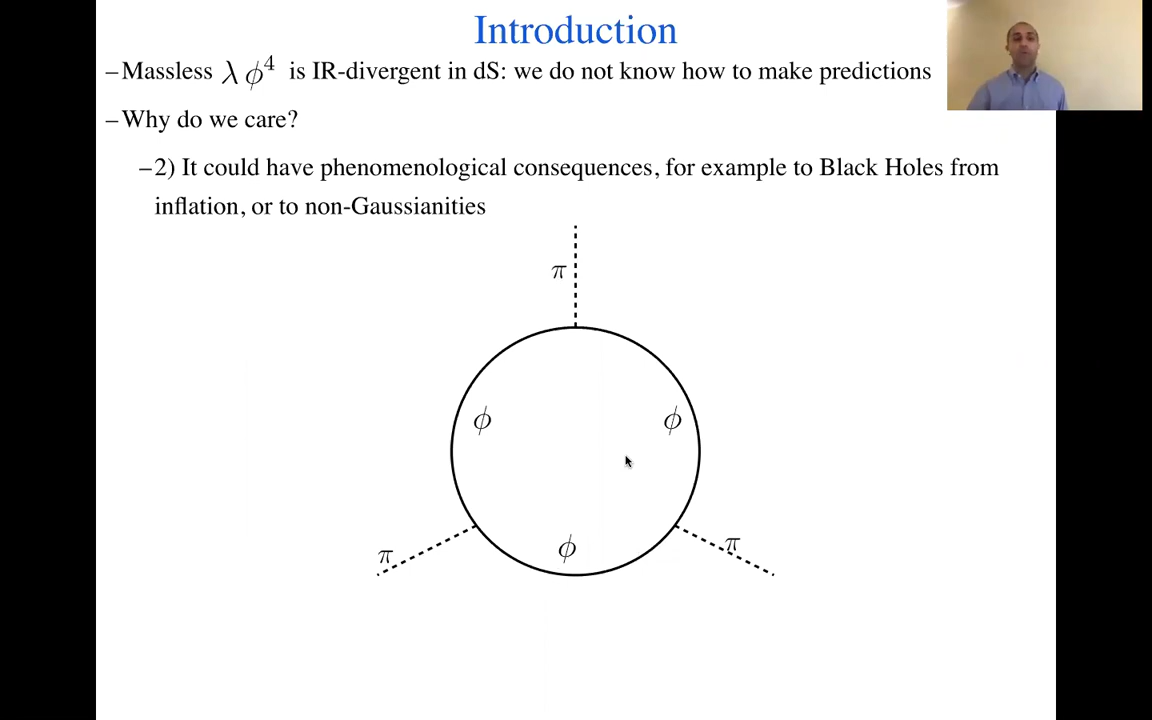 Introduction
–Massless λ ϕ⁴ is IR-divergent in dS: we do not know how to make predictions
–Why do we care?
–2) It could have phenomenological consequences, for example to Black Holes from
inflation, or to non-Gaussianities
π
ϕ ϕ
ϕ
π π